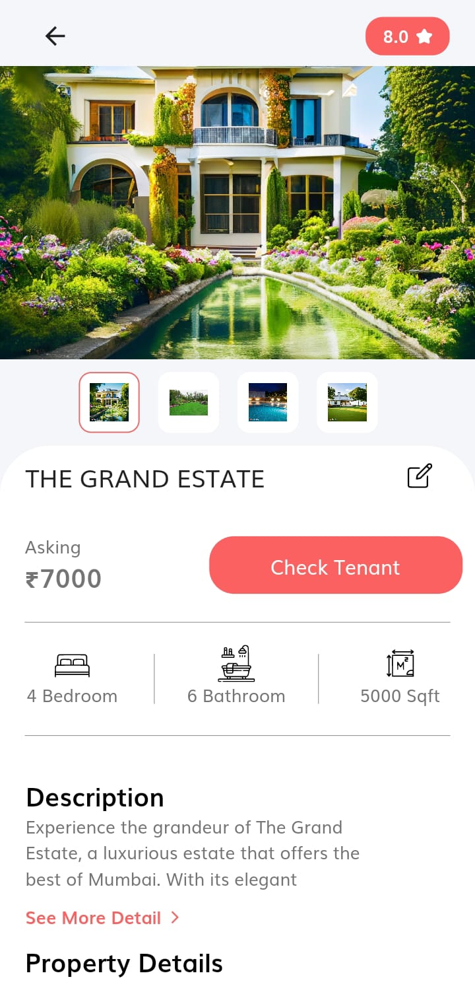 8.0
THE GRAND ESTATE
Asking
₹7000
Check Tenant
M²
4 Bedroom
6 Bathroom
5000 Sqft
Description
Experience the grandeur of The Grand
Estate, a luxurious estate that offers the
best of Mumbai. With its elegant
See More Detail >
Property Details